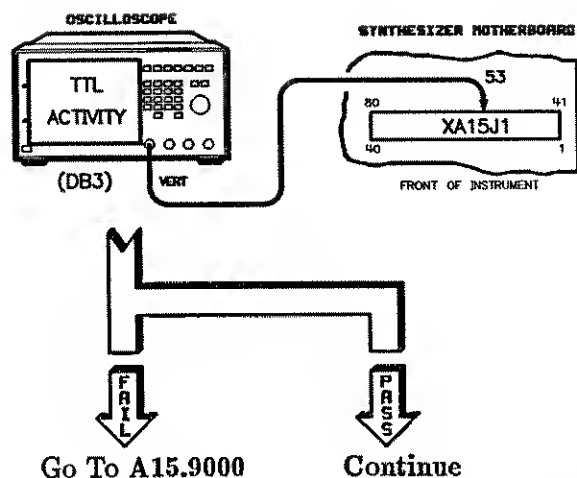 OSCILLOSCOPE
SYNTHESIZER MOTHERBOARD
TTL
ACTIVITY
53
80
41
XA15J1
40
1
(DB3)
VERT
FRONT OF INSTRUMENT
FAIL
PASS
Go To A15.9000
Continue